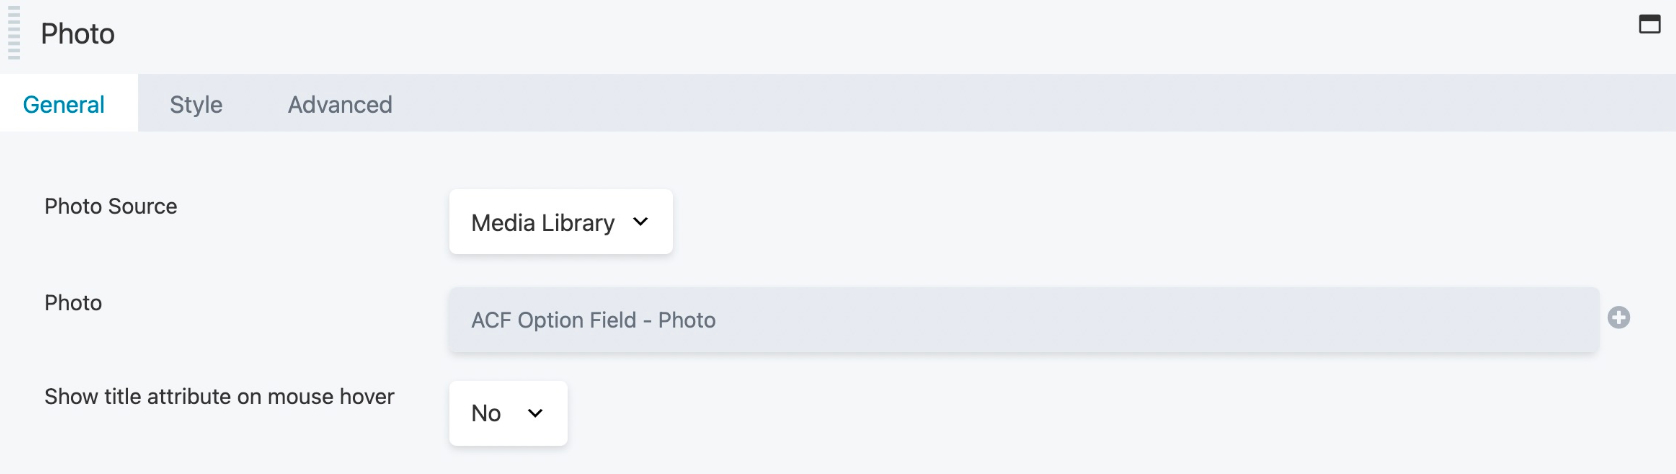 Photo
General Style Advanced
Photo Source Media Library
Photo ACF Option Field - Photo
Show title attribute on mouse hover No